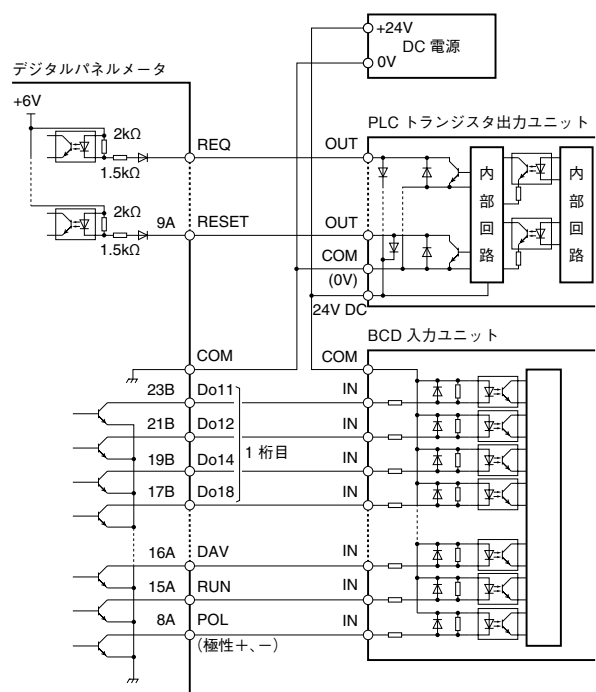 +24V
DC 電源
0V
デジタルパネルメータ
+6V
PLC トランジスタ出力ユニット
2kΩ
REQ
OUT
1.5kΩ
内部回路
内部回路
2kΩ
9A
RESET
OUT
1.5kΩ
COM
(0V)
24V DC
BCD 入力ユニット
COM
COM
23B
Do11
IN
21B
Do12
IN
1 桁目
19B
Do14
IN
17B
Do18
IN
16A
DAV
IN
15A
RUN
IN
8A
POL
IN
(極性＋、－)